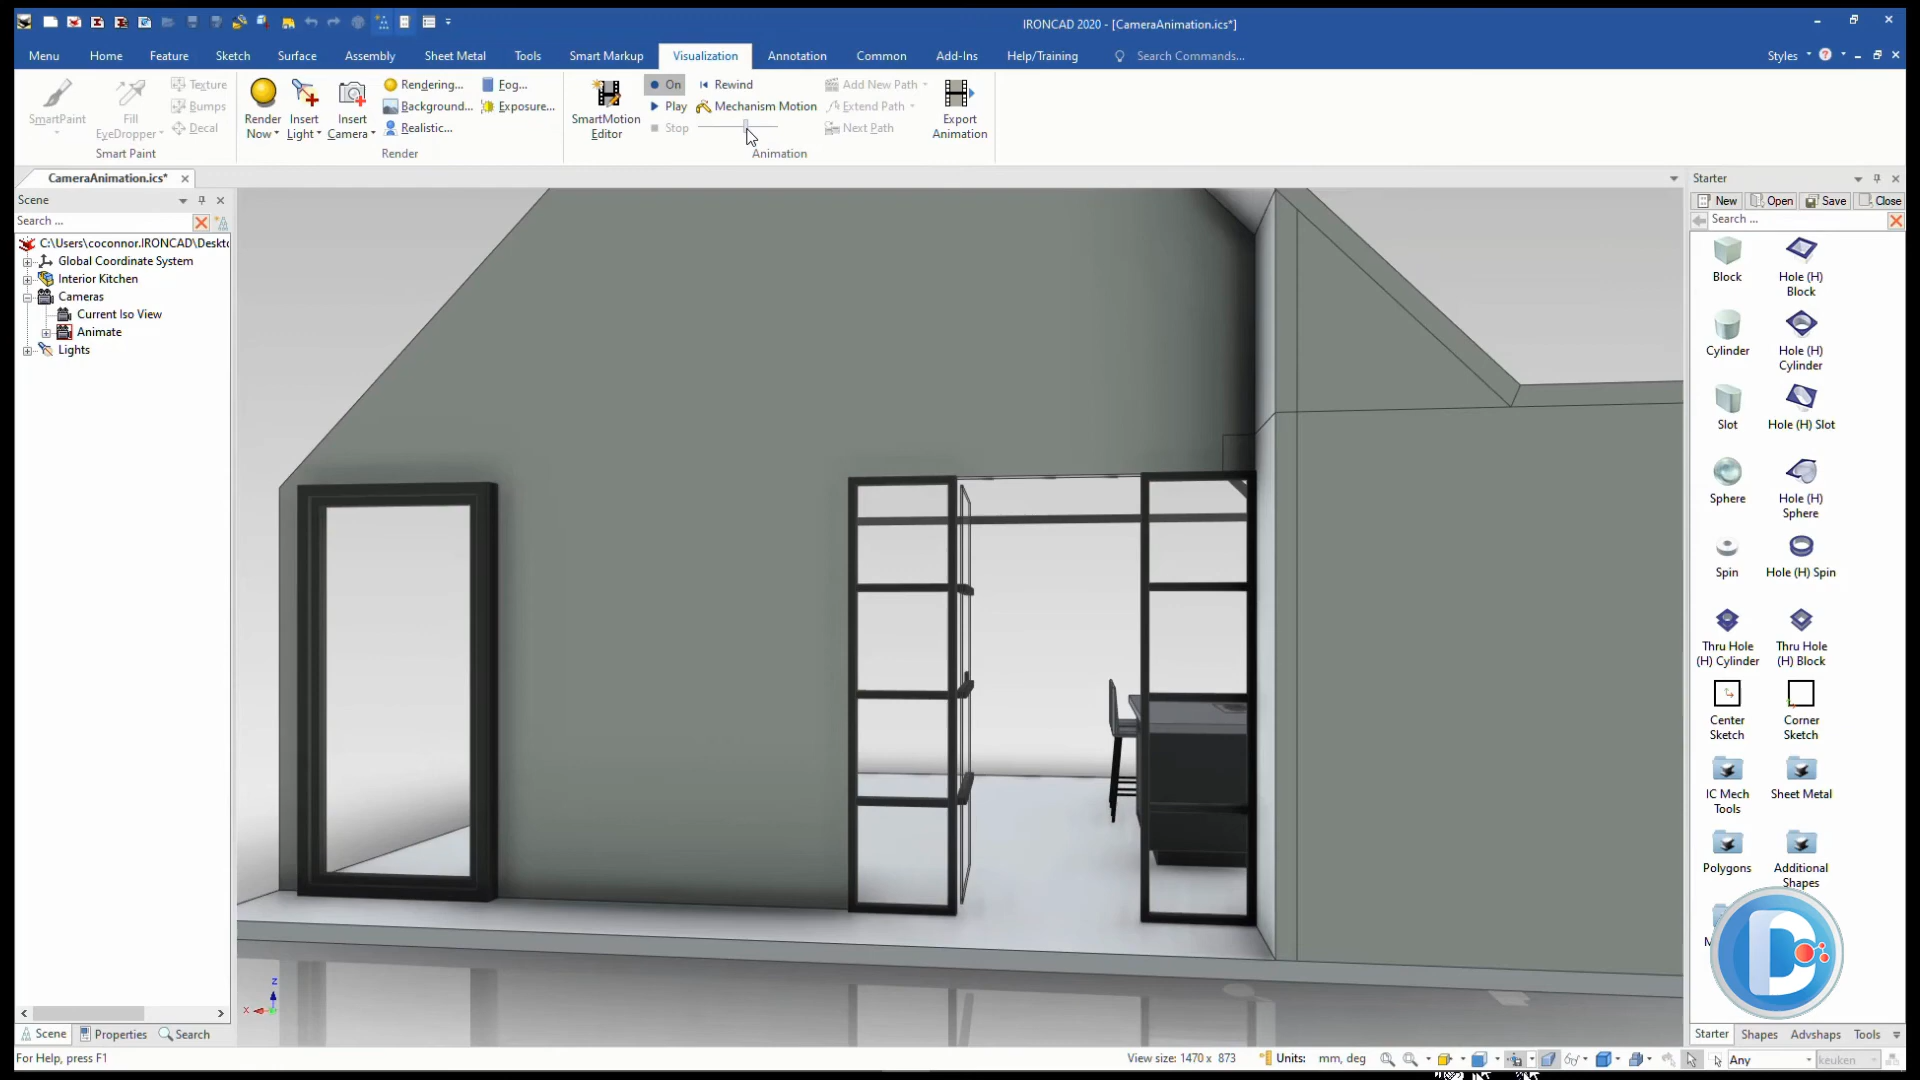 IRONCAD 2020 - [CameraAnimation.ics*]
Menu Home Feature Sketch Surface Assembly Sheet Metal Tools Smart Markup Visualization Annotation Common Add-Ins Help/Training Search Commands... Styles
SmartPaint
Fill EyeDropper
Texture
Bumps
Decal
Smart Paint
Render Now
Insert Light
Insert Camera
Rendering...
Background...
Realistic...
Fog...
Exposure...
Render
SmartMotion Editor
On
Play
Stop
Rewind
Mechanism Motion
Add New Path
Extend Path
Next Path
Export Animation
Animation
CameraAnimation.ics*
Scene
Search ...
C:\Users\coconnor.IRONCAD\Deskto
Global Coordinate System
Interior Kitchen
Cameras
Current Iso View
Animate
Lights
Z
X
Scene Properties Search
Starter
New Open Save Close
Search ...
Block
Hole (H) Block
Cylinder
Hole (H) Cylinder
Slot
Hole (H) Slot
Sphere
Hole (H) Sphere
Spin
Hole (H) Spin
Thru Hole (H) Cylinder
Thru Hole (H) Block
Center Sketch
Corner Sketch
IC Mech Tools
Sheet Metal
Polygons
Additional Shapes
Starter Shapes Advshaps Tools
For Help, press F1
View size: 1470 x 873 Units: mm, deg Any keuken